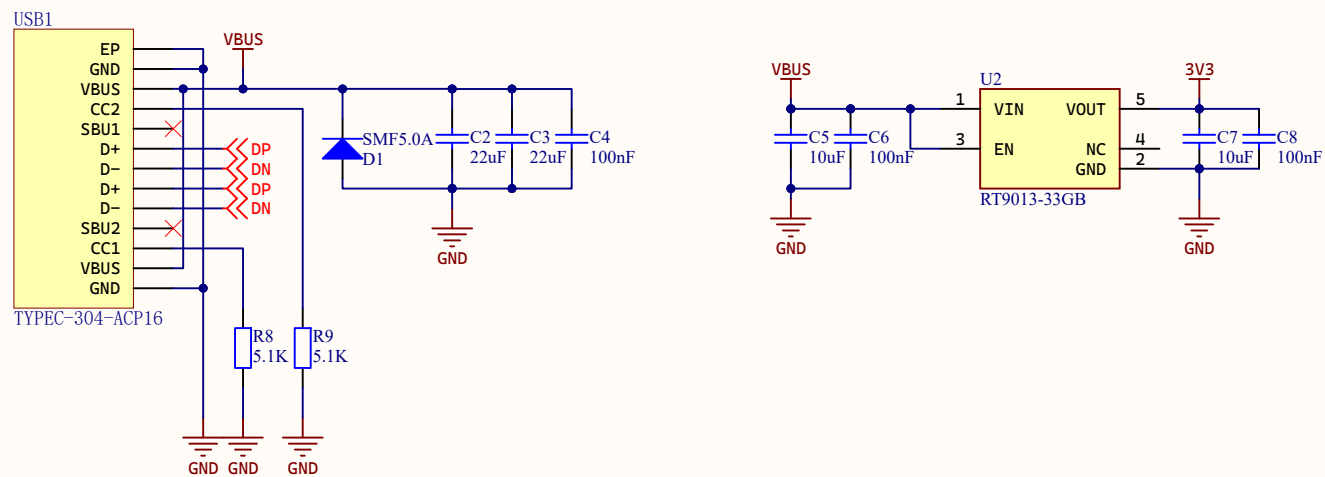 USB1
EP
GND
VBUS
CC2
SBU1
D+
D-
D+
D-
SBU2
CC1
VBUS
GND
TYPEC-304-ACP16
VBUS
DP
DN
DP
DN
SMF5.0A
D1
C2
22uF
C3
22uF
C4
100nF
GND
R8
5.1K
R9
5.1K
GND
GND
GND
VBUS
C5
10uF
C6
100nF
GND
U2
1
VIN
VOUT
5
3
EN
NC
4
GND
2
RT9013-33GB
3V3
C7
10uF
C8
100nF
GND